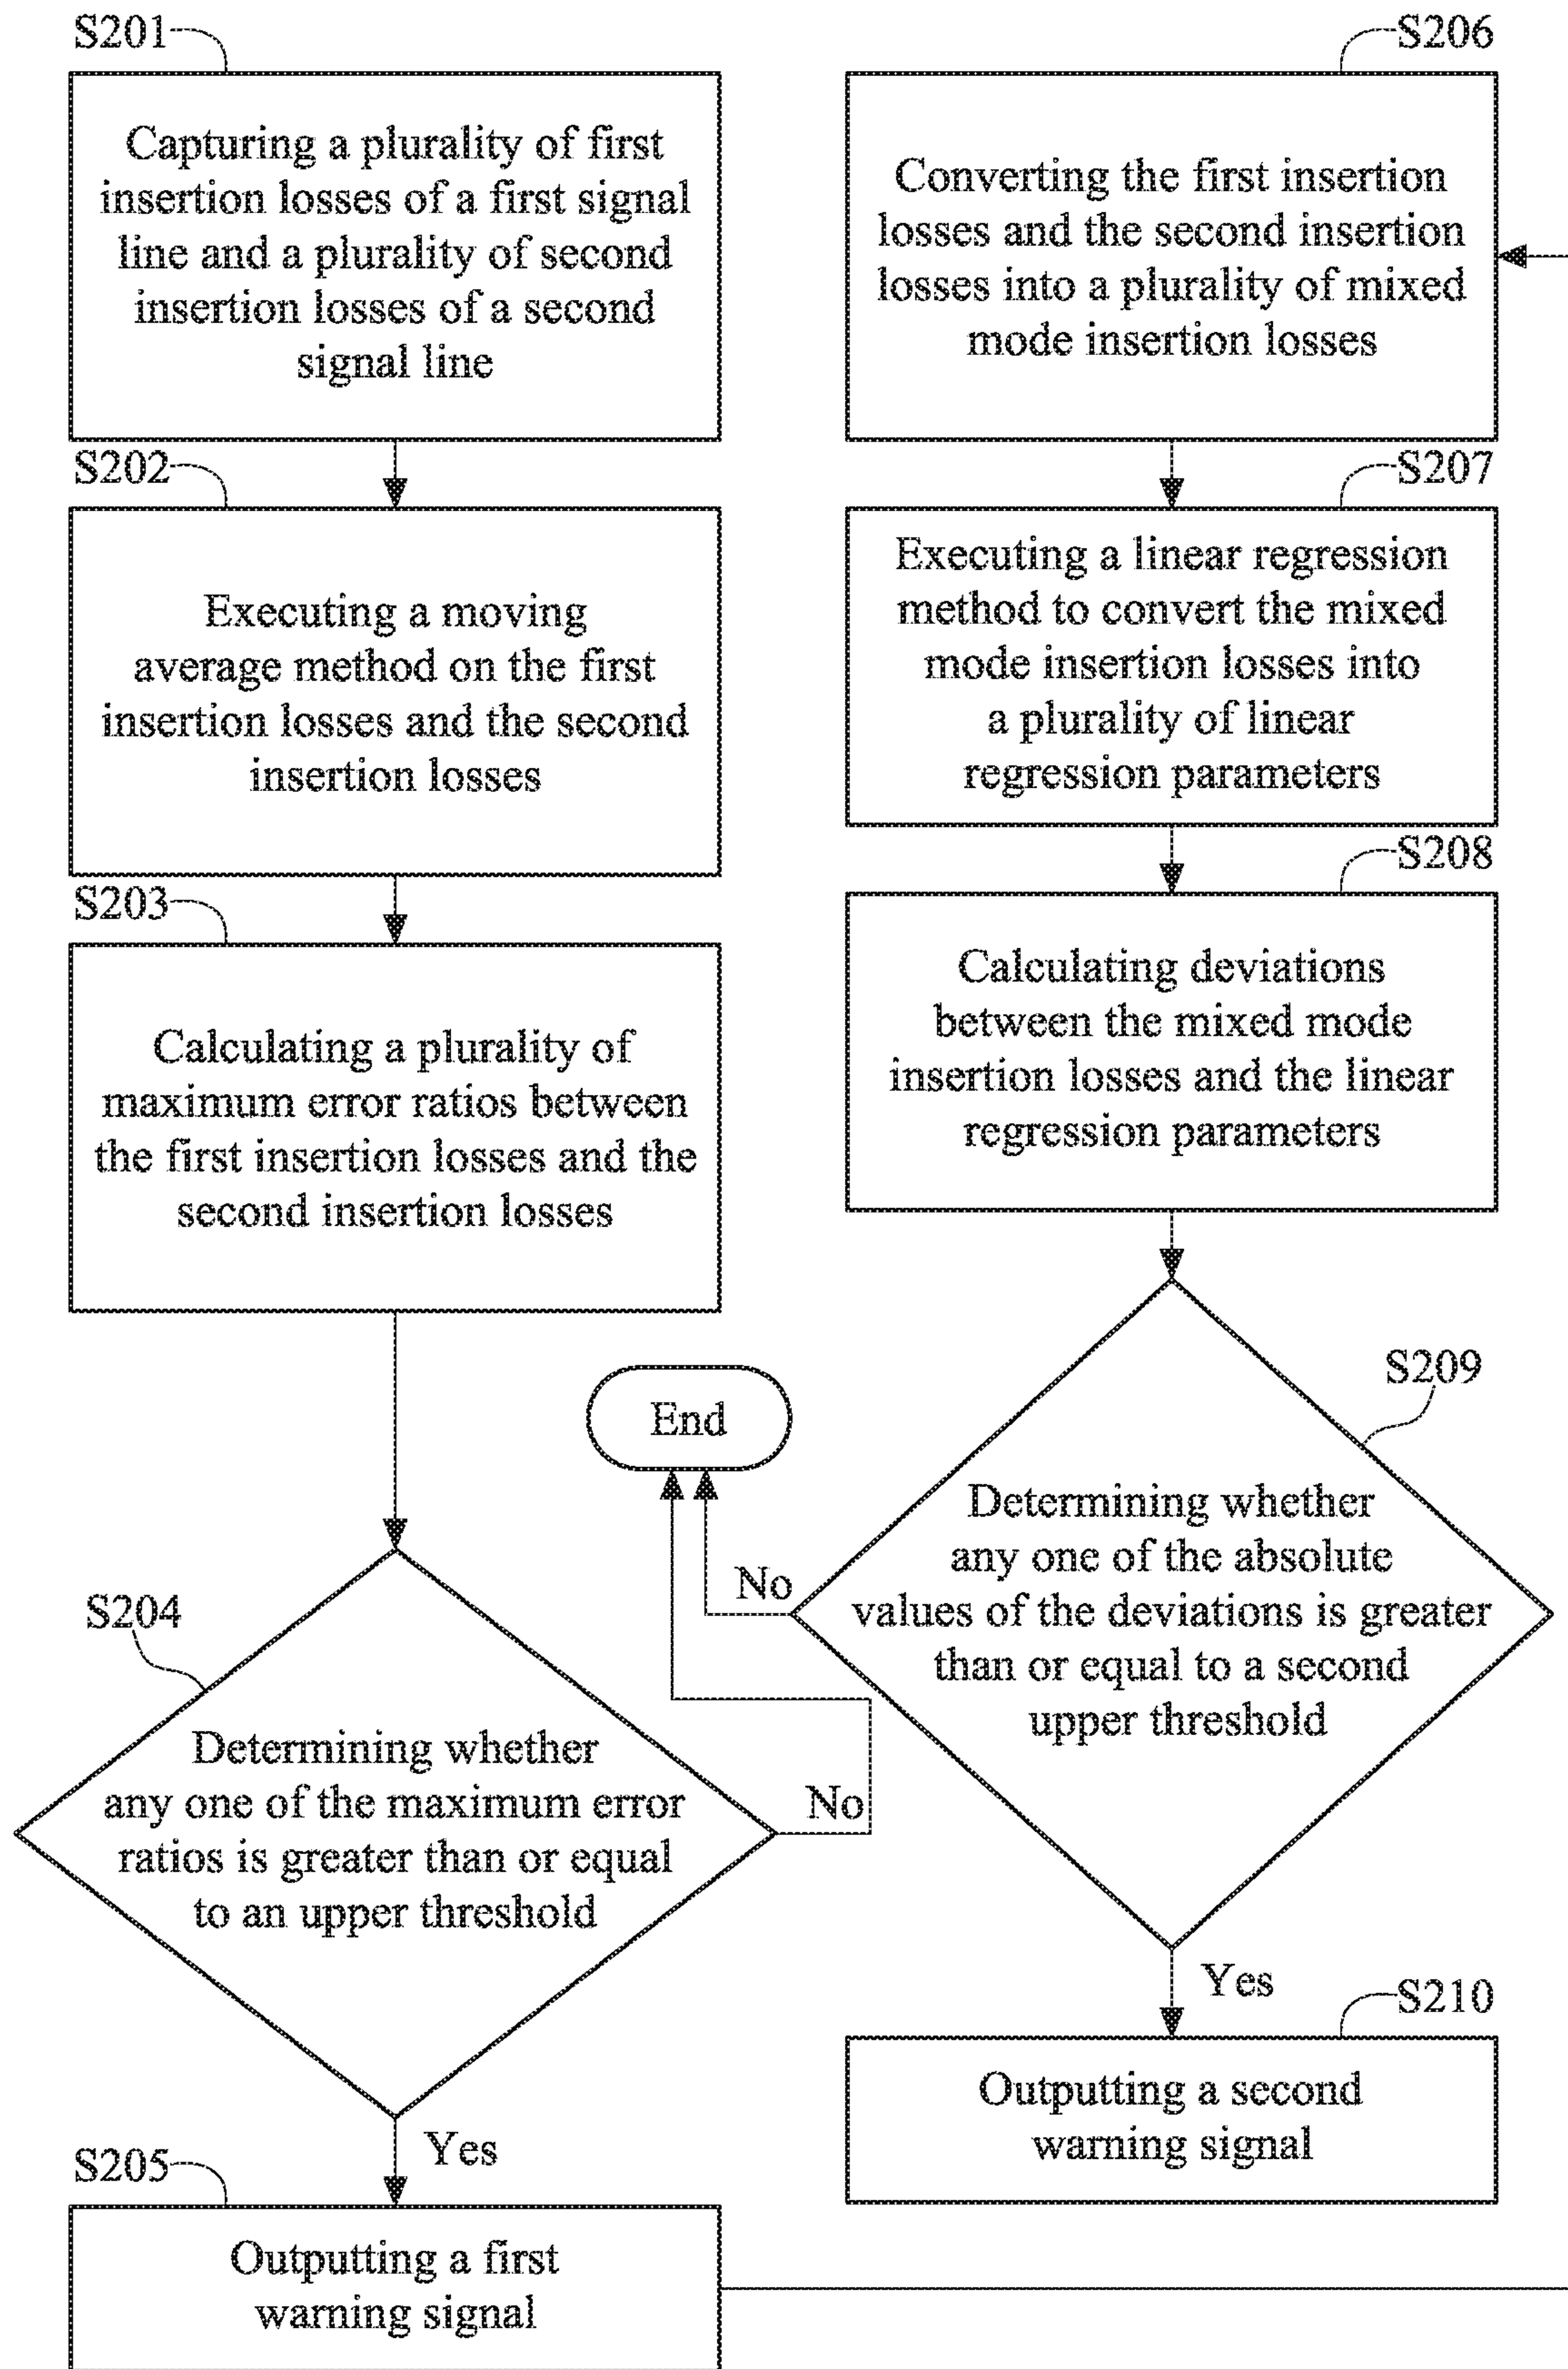 S201
Capturing a plurality of first
insertion losses of a first signal
line and a plurality of second
insertion losses of a second
signal line
S202
Executing a moving
average method on the first
insertion losses and the second
insertion losses
S203
Calculating a plurality of
maximum error ratios between
the first insertion losses and the
second insertion losses
S204
Determining whether
any one of the maximum error
ratios is greater than or equal
to an upper threshold
No
Yes
S205
Outputting a first
warning signal
End
S206
Converting the first insertion
losses and the second insertion
losses into a plurality of mixed
mode insertion losses
S207
Executing a linear regression
method to convert the mixed
mode insertion losses into
a plurality of linear
regression parameters
S208
Calculating deviations
between the mixed mode
insertion losses and the linear
regression parameters
S209
Determining whether
any one of the absolute
values of the deviations is greater
than or equal to a second
upper threshold
No
Yes
S210
Outputting a second
warning signal